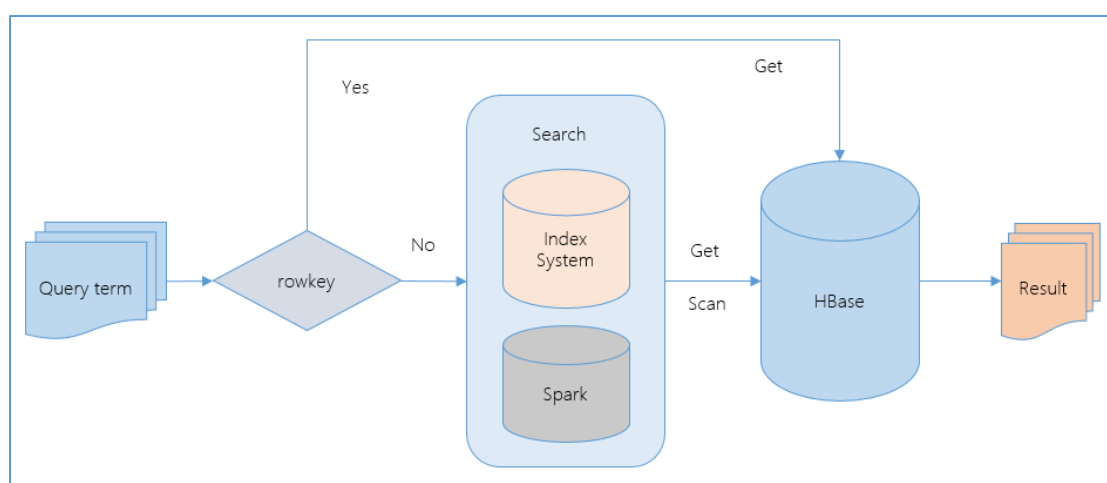 Yes
Get
Search
Query term
rowkey
No
Index
System
Get
Scan
HBase
Result
Spark